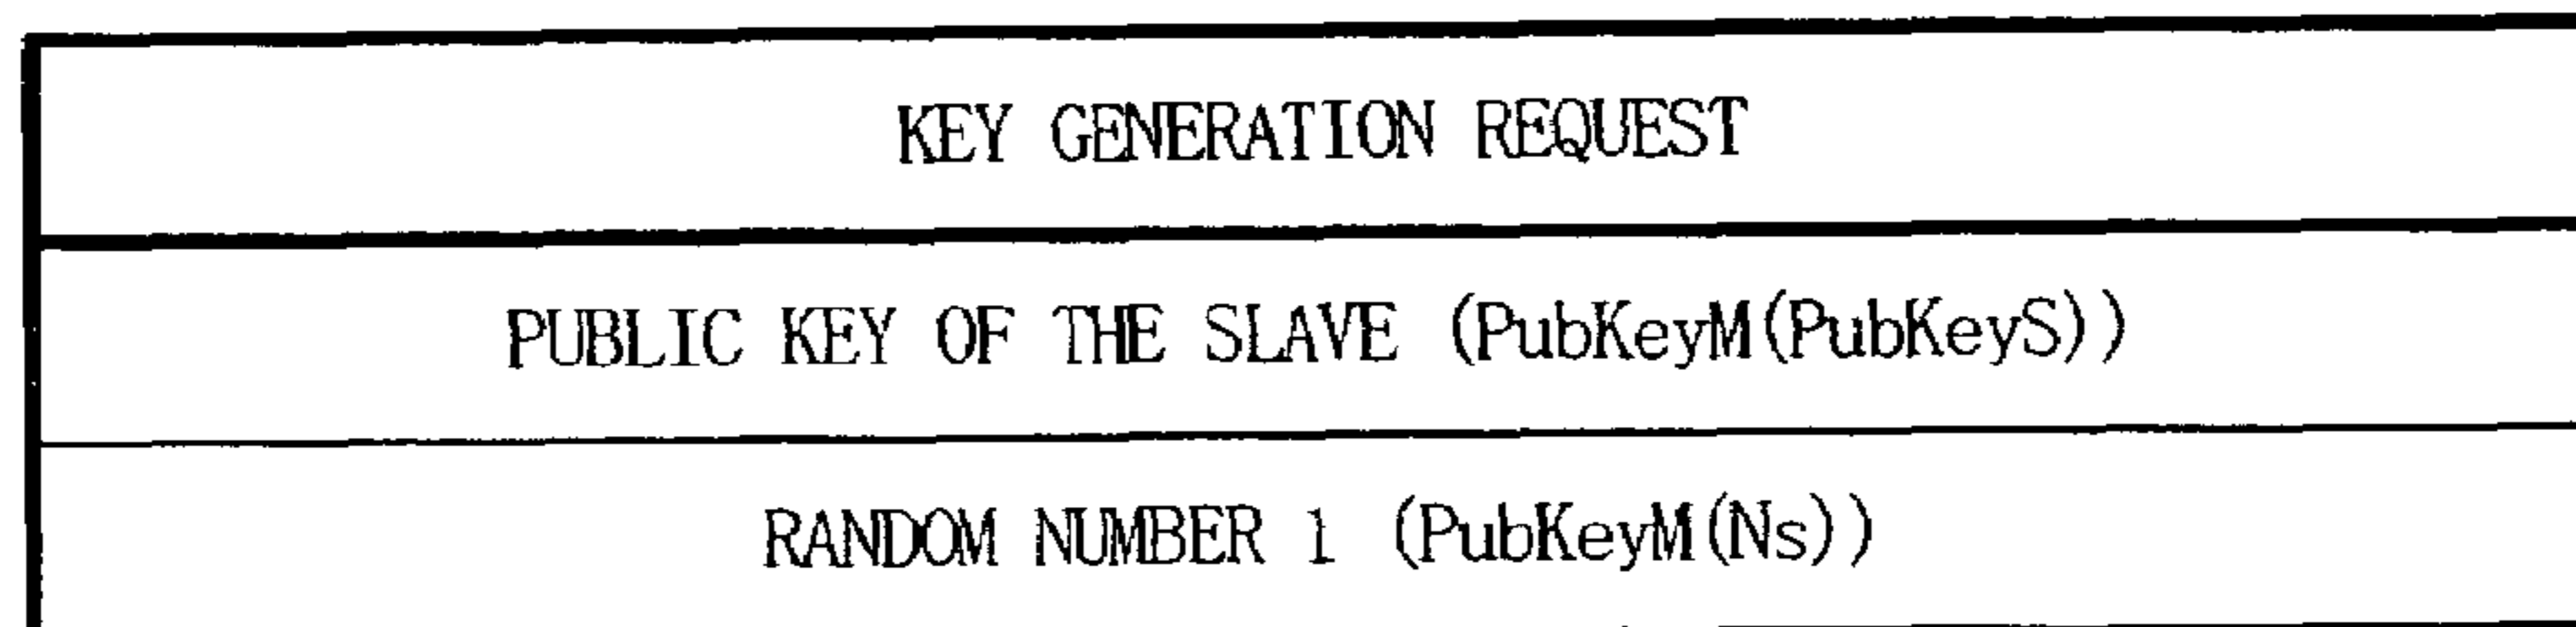 KEY GENERATION REQUEST
PUBLIC KEY OF THE SLAVE (PubKeyM(PubKeyS))
RANDOM NUMBER 1 (PubKeyM(Ns))